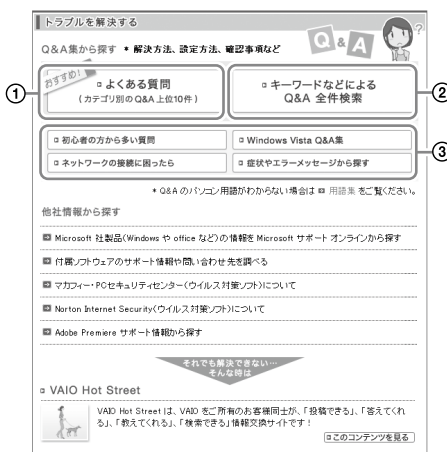 トラブルを解決する
Q&A集から探す ＊ 解決方法、設定方法、確認事項など
Q & A ?
おすすめ!
① よくある質問
（カテゴリ別のQ&A上位10件）
キーワードなどによる ②
Q&A 全件検索
初心者の方から多い質問
Windows Vista Q&A集
③
ネットワークの接続に困ったら
症状やエラーメッセージから探す
＊Q&Aのパソコン用語がわからない場合は 用語集 をご覧ください。
他社情報から探す
Microsoft 社製品(Windows や office など)の情報を Microsoft サポート オンラインから探す
付属ソフトウェアのサポート情報や問い合わせ先を調べる
マカフィー・PCセキュリティセンター(ウイルス対策ソフト)について
Norton Internet Security(ウイルス対策ソフト)について
Adobe Premiere サポート情報から探す
それでも解決できない…
そんな時は
VAIO Hot Street
VAIO Hot Street は、VAIO をご所有のお客様同士が、「投稿できる」、「答えてくれ
る」、「教えてくれる」、「検索できる」情報交換サイトです！
このコンテンツを見る